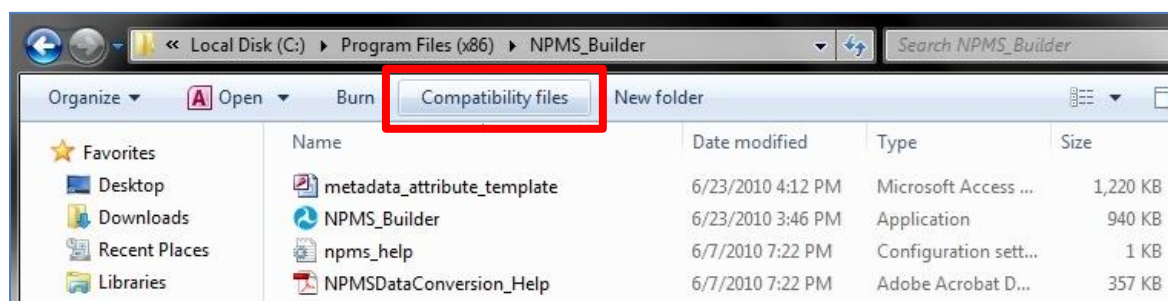 « Local Disk (C:) ▸ Program Files (x86) ▸ NPMS_Builder Search NPMS_Builder
Organize Open Burn Compatibility files New folder
Favorites Name Date modified Type Size
Desktop metadata_attribute_template 6/23/2010 4:12 PM Microsoft Access ... 1,220 KB
Downloads NPMS_Builder 6/23/2010 3:46 PM Application 940 KB
Recent Places npms_help 6/7/2010 7:22 PM Configuration sett... 1 KB
Libraries NPMSDataConversion_Help 6/7/2010 7:22 PM Adobe Acrobat D... 357 KB